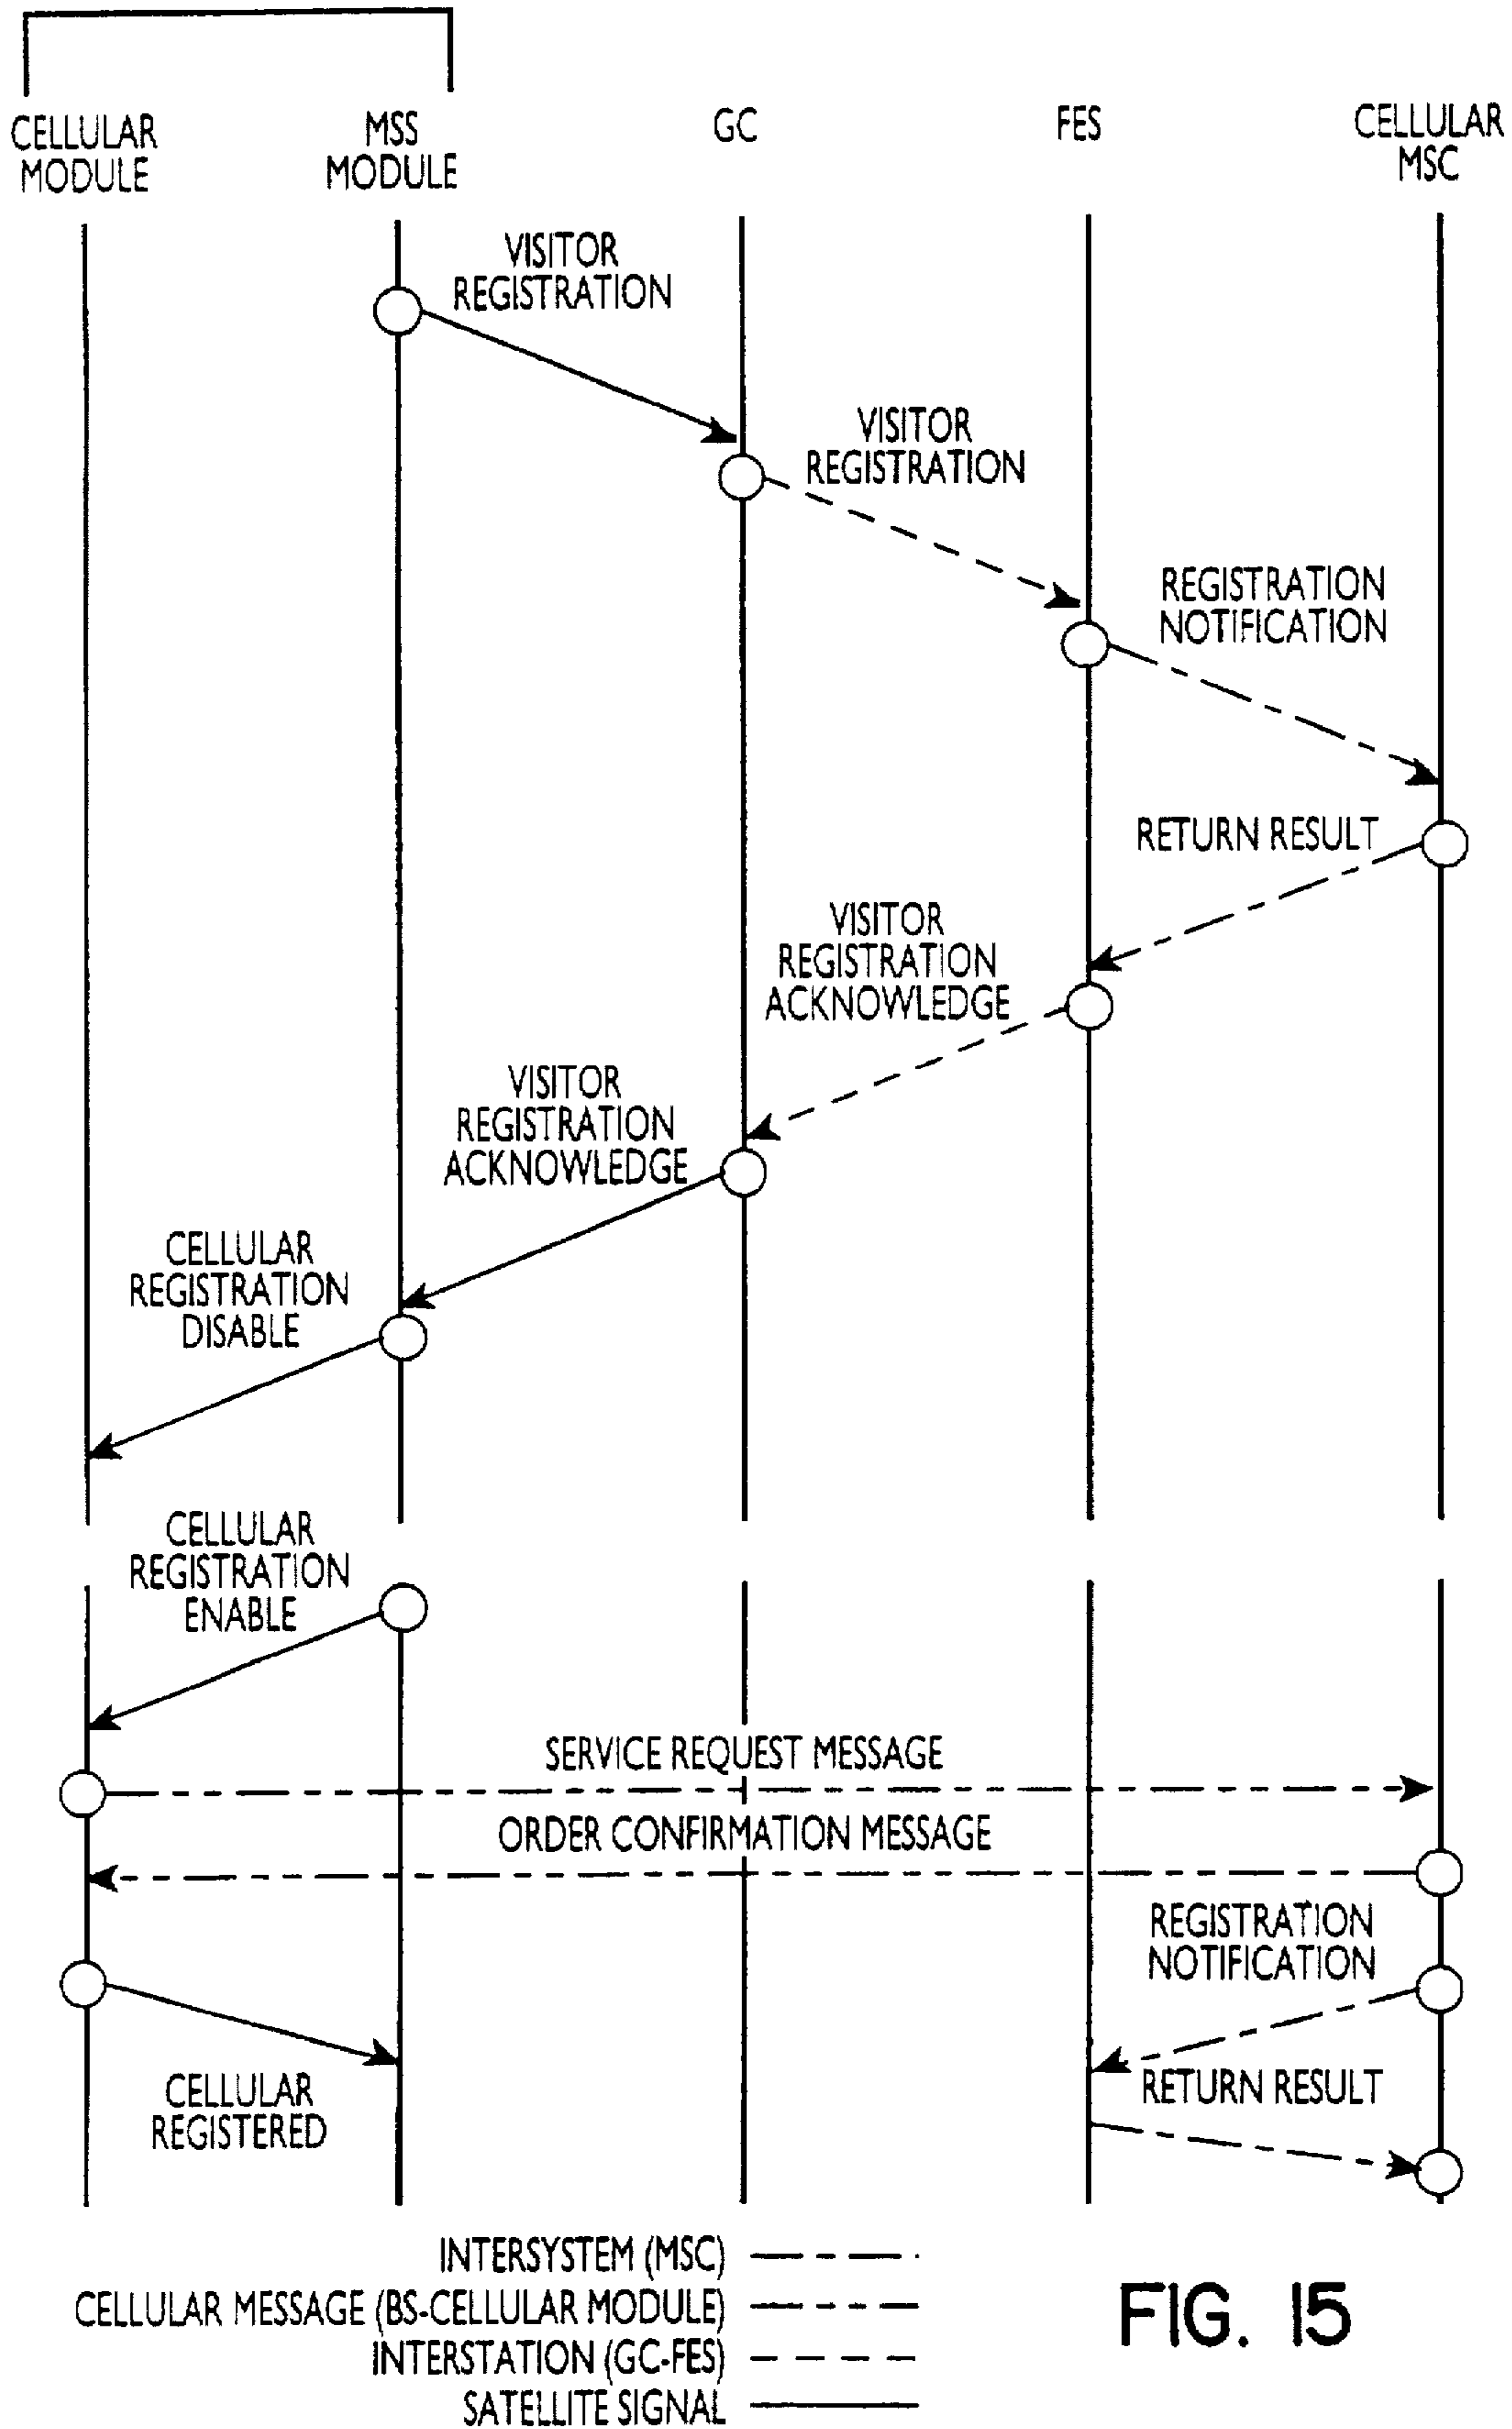 CELLULAR
MODULE
MSS
MODULE
GC
FES
CELLULAR
MSC
VISITOR
REGISTRATION
VISITOR
REGISTRATION
REGISTRATION
NOTIFICATION
RETURN RESULT
VISITOR
REGISTRATION
ACKNOWLEDGE
VISITOR
REGISTRATION
ACKNOWLEDGE
CELLULAR
REGISTRATION
DISABLE
CELLULAR
REGISTRATION
ENABLE
SERVICE REQUEST MESSAGE
ORDER CONFIRMATION MESSAGE
REGISTRATION
NOTIFICATION
CELLULAR
REGISTERED
RETURN RESULT
INTERSYSTEM (MSC)
CELLULAR MESSAGE (BS-CELLULAR MODULE)
INTERSTATION (GC-FES)
SATELLITE SIGNAL
FIG. 15